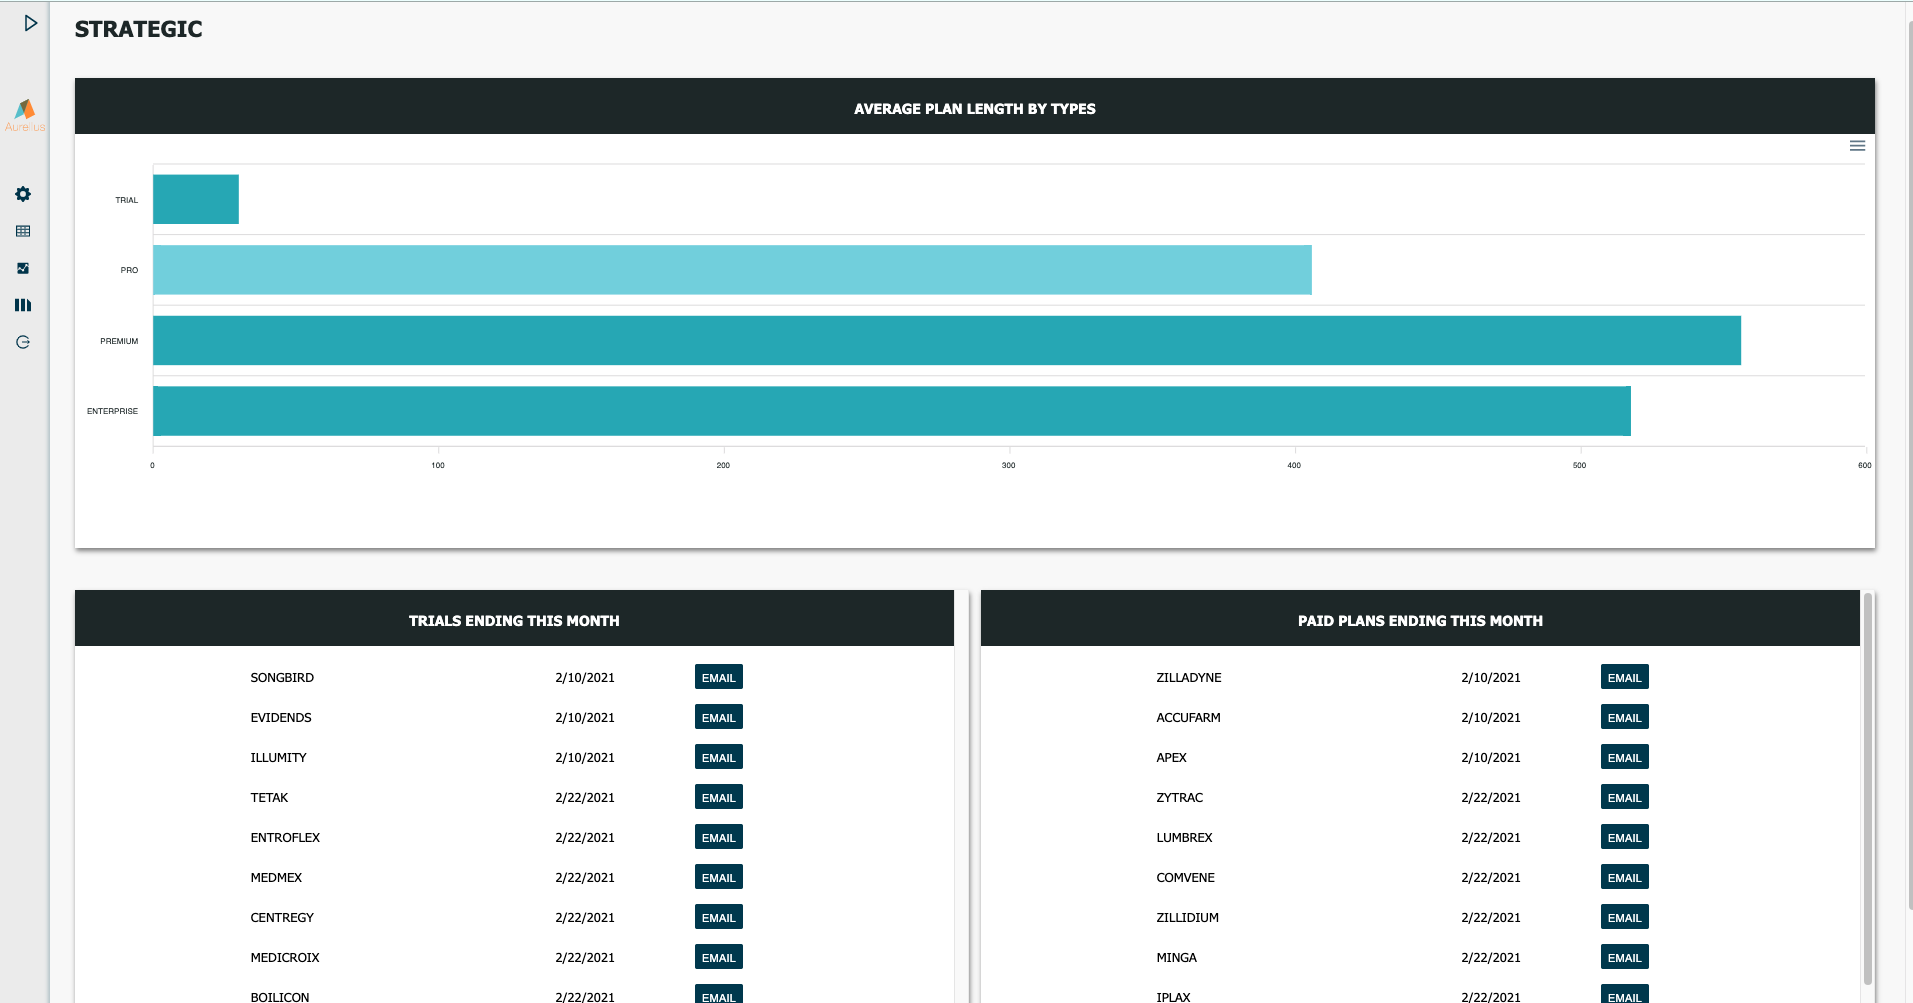 STRATEGIC
Aurelius
AVERAGE PLAN LENGTH BY TYPES
TRIAL
PRO
PREMIUM
ENTERPRISE
0 100 200 300 400 500 600
TRIALS ENDING THIS MONTH
SONGBIRD 2/10/2021 EMAIL
EVIDENDS 2/10/2021 EMAIL
ILLUMITY 2/10/2021 EMAIL
TETAK 2/22/2021 EMAIL
ENTROFLEX 2/22/2021 EMAIL
MEDMEX 2/22/2021 EMAIL
CENTREGY 2/22/2021 EMAIL
MEDICROIX 2/22/2021 EMAIL
BOILICON 2/22/2021 EMAIL
PAID PLANS ENDING THIS MONTH
ZILLADYNE 2/10/2021 EMAIL
ACCUFARM 2/10/2021 EMAIL
APEX 2/10/2021 EMAIL
ZYTRAC 2/22/2021 EMAIL
LUMBREX 2/22/2021 EMAIL
COMVENE 2/22/2021 EMAIL
ZILLIDIUM 2/22/2021 EMAIL
MINGA 2/22/2021 EMAIL
IPLAX 2/22/2021 EMAIL